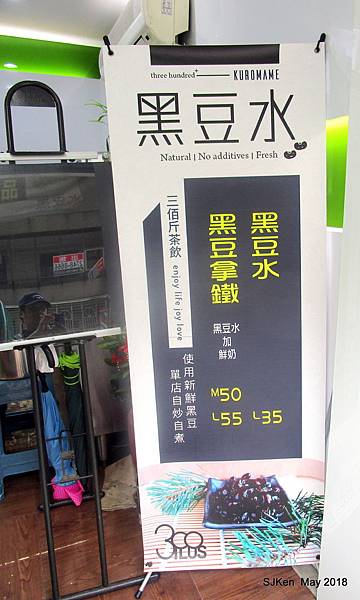 three hundred+ KUROMAME
黑豆水
Natural | No additives | Fresh
三佰斤茶飲
enjoy life joy love
黑豆水
L35
黑豆拿鐵
黑豆水
加
鮮奶
M50
L55
使用新鮮黑豆
單店自炒自煮
SJKen May 2018